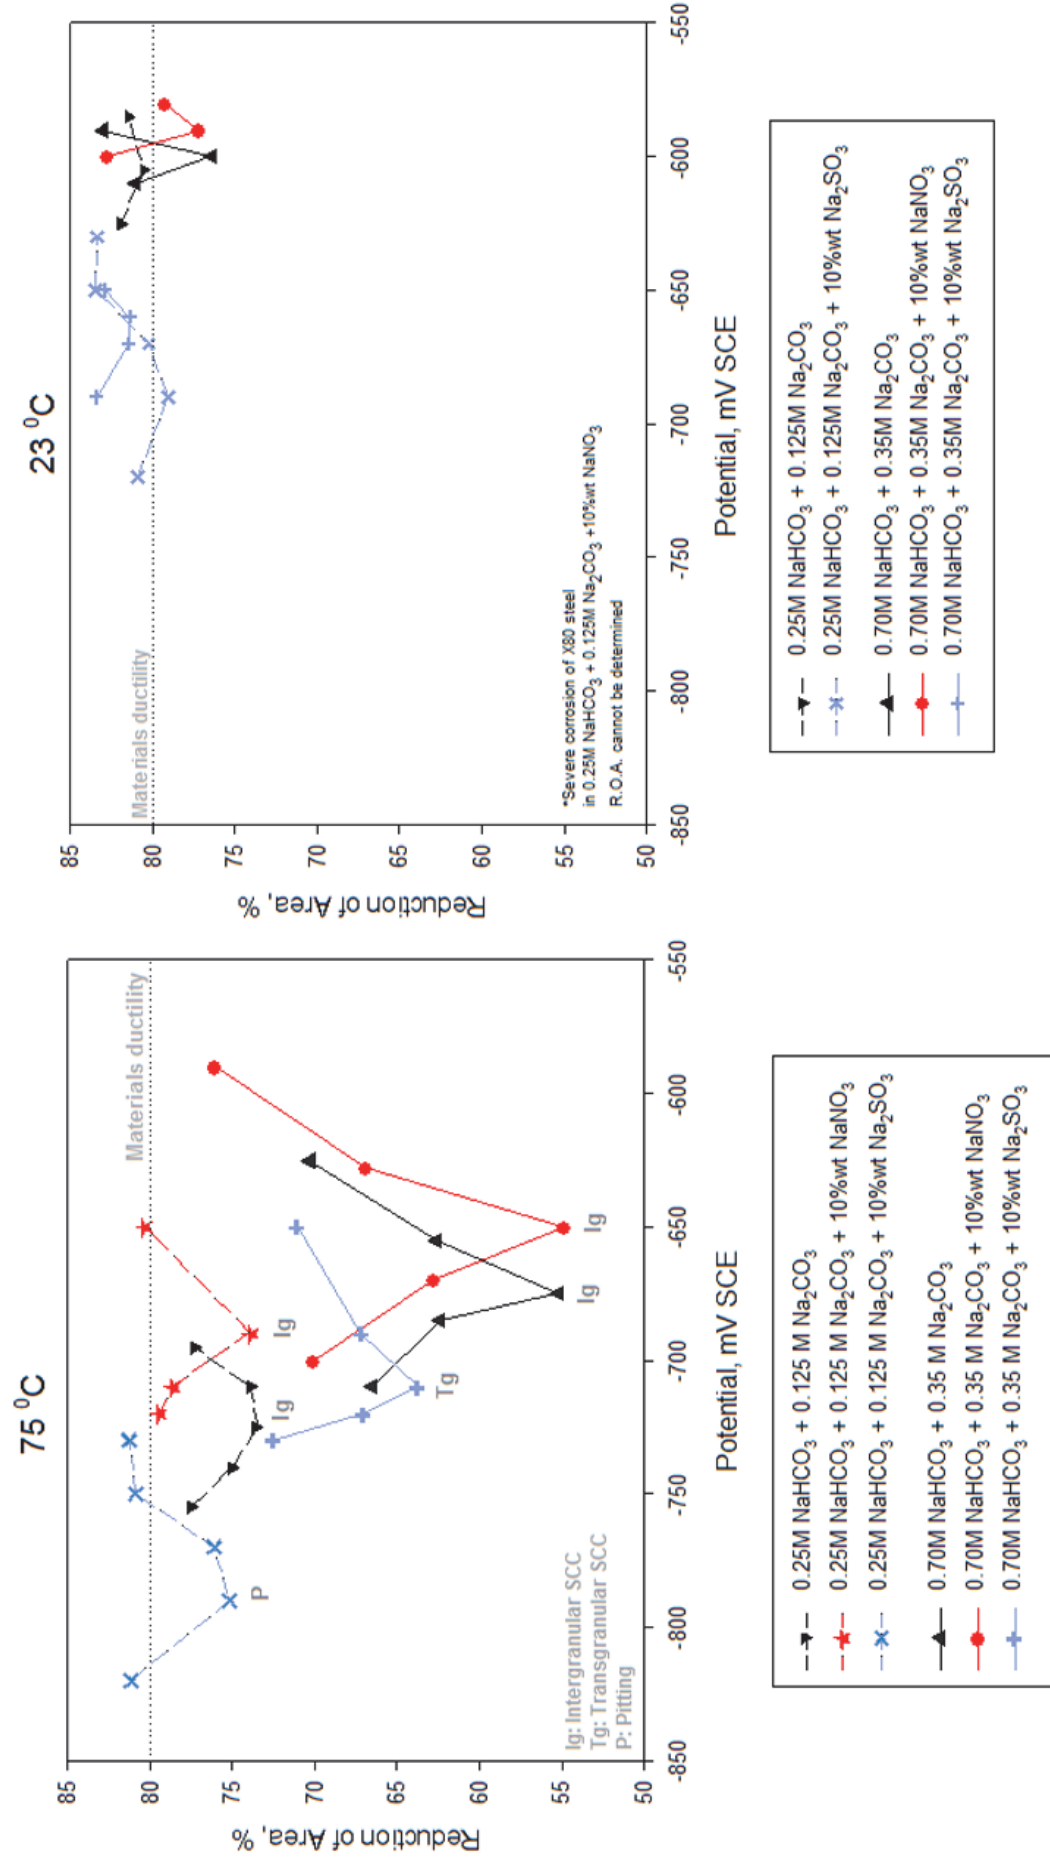 75 ⁰C
85
80
75
70
65
60
55
50
Reduction of Area, %
Materials ductility
Ig
Ig
P
Tg
Ig
Ig
Ig: Intergranular SCC
Tg: Transgranular SCC
P: Pitting
-850
-800
-750
-700
-650
-600
-550
Potential, mV SCE
0.25M NaHCO₃ + 0.125 M Na₂CO₃
0.25M NaHCO₃ + 0.125 M Na₂CO₃ + 10%wt NaNO₃
0.25M NaHCO₃ + 0.125 M Na₂CO₃ + 10%wt Na₂SO₃
0.70M NaHCO₃ + 0.35 M Na₂CO₃
0.70M NaHCO₃ + 0.35 M Na₂CO₃ + 10%wt NaNO₃
0.70M NaHCO₃ + 0.35 M Na₂CO₃ + 10%wt Na₂SO₃
23 ⁰C
85
80
75
70
65
60
55
50
Reduction of Area, %
Materials ductility
*Severe corrosion of X80 steel
in 0.25M NaHCO₃ + 0.125M Na₂CO₃ +10%wt NaNO₃
R.O.A. cannot be determined
-850
-800
-750
-700
-650
-600
-550
Potential, mV SCE
0.25M NaHCO₃ + 0.125M Na₂CO₃
0.25M NaHCO₃ + 0.125M Na₂CO₃ + 10%wt Na₂SO₃
0.70M NaHCO₃ + 0.35M Na₂CO₃
0.70M NaHCO₃ + 0.35M Na₂CO₃ + 10%wt NaNO₃
0.70M NaHCO₃ + 0.35M Na₂CO₃ + 10%wt Na₂SO₃